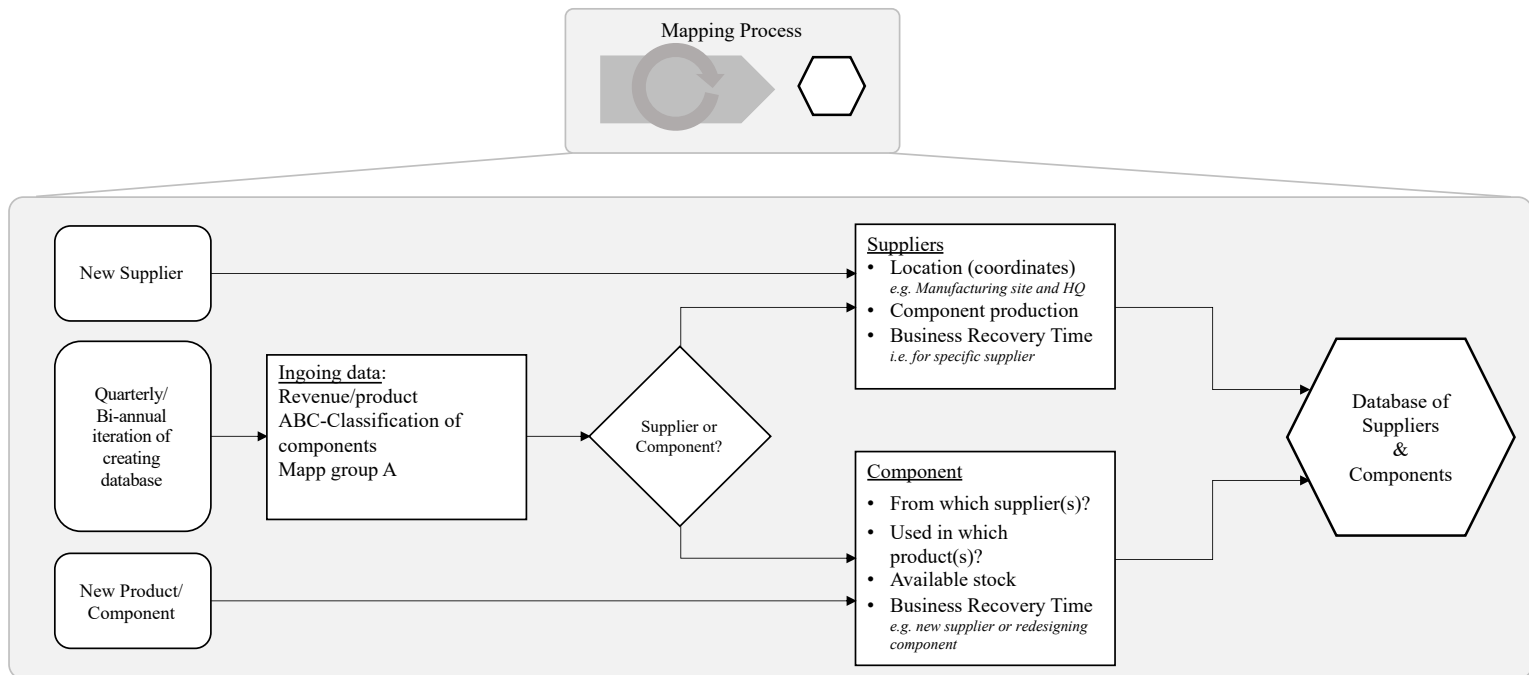 Mapping Process
New Supplier
Quarterly/
Bi-annual
iteration of
creating
database
New Product/
Component
Ingoing data:
Revenue/product
ABC-Classification of
components
Mapp group A
Supplier or
Component?
Suppliers
• Location (coordinates)
e.g. Manufacturing site and HQ
• Component production
• Business Recovery Time
i.e. for specific supplier
Component
• From which supplier(s)?
• Used in which
product(s)?
• Available stock
• Business Recovery Time
e.g. new supplier or redesigning
component
Database of
Suppliers
&
Components